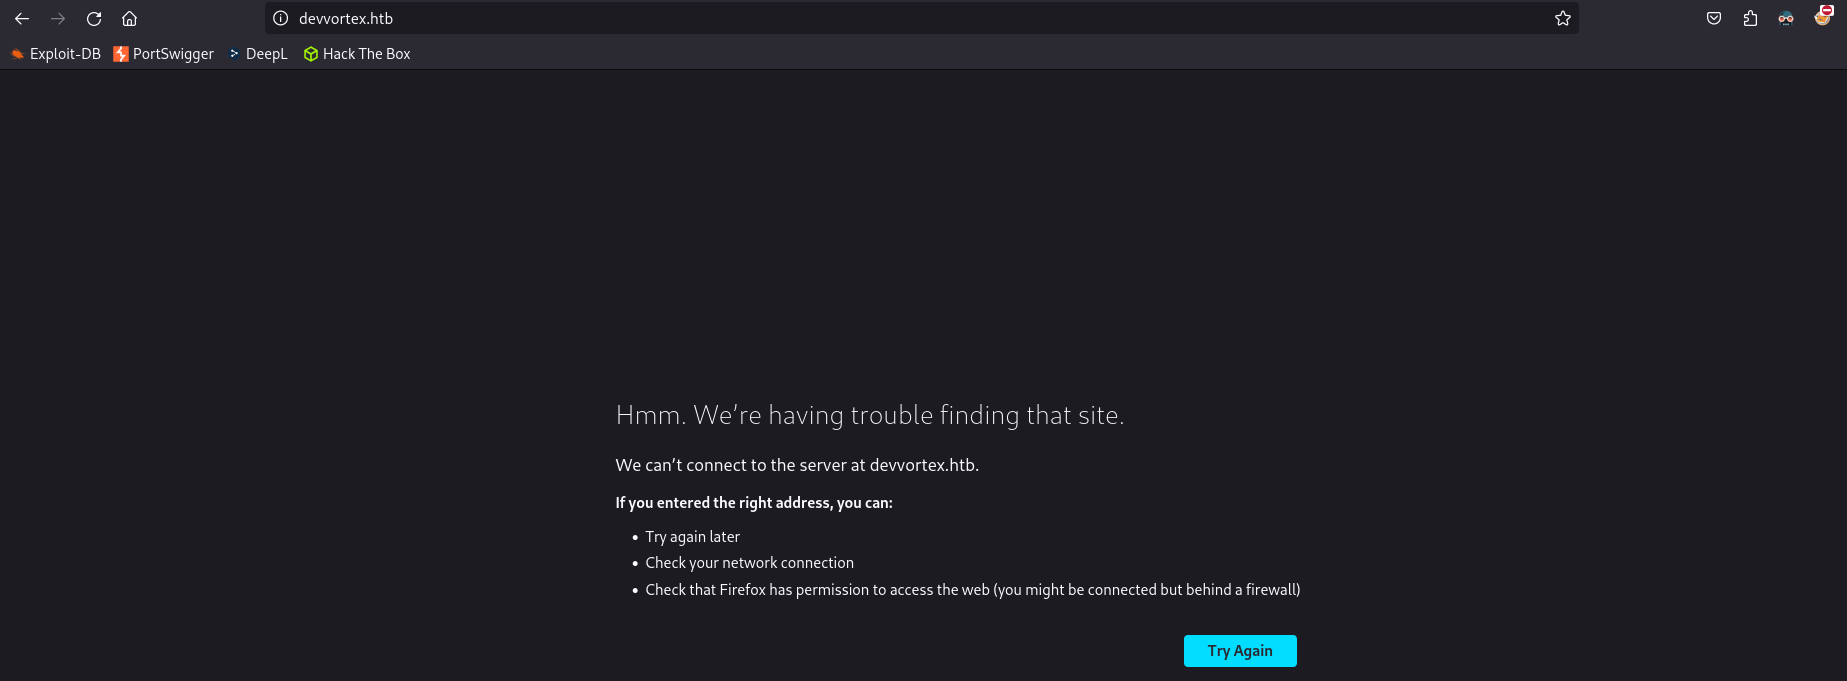 devvortex.htb
Exploit-DB PortSwigger DeepL Hack The Box
Hmm. We’re having trouble finding that site.
We can’t connect to the server at devvortex.htb.
If you entered the right address, you can:
• Try again later
• Check your network connection
• Check that Firefox has permission to access the web (you might be connected but behind a firewall)
Try Again